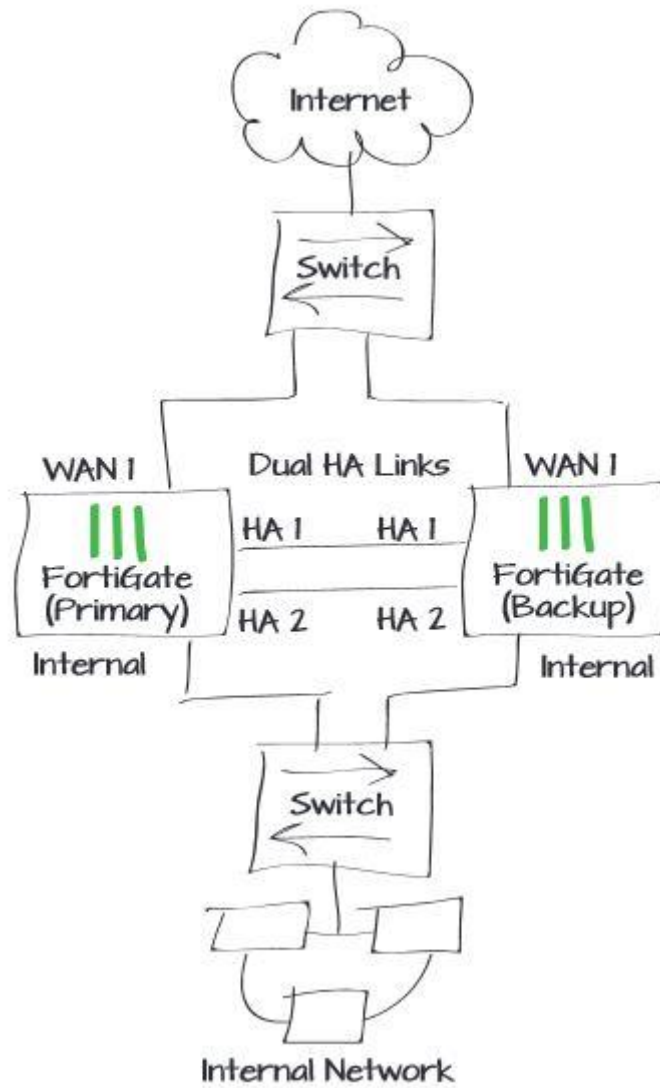 Internet
Switch
WAN 1
Dual HA Links
WAN 1
HA 1
HA 1
FortiGate
(Primary)
FortiGate
(Backup)
HA 2
HA 2
Internal
Internal
Switch
Internal Network